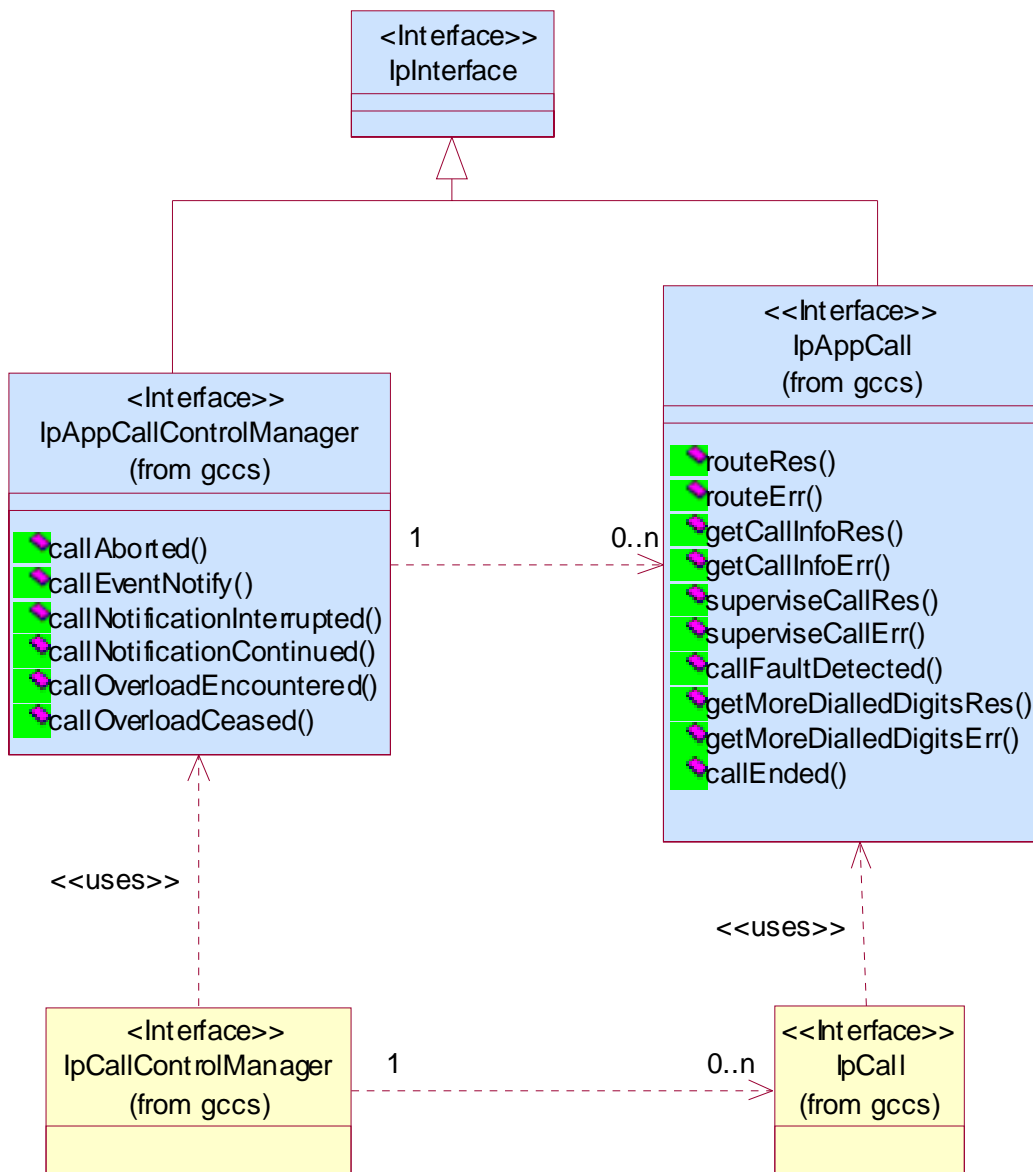 <Interface>>
IpInterface
<<Interface>>
IpAppCall
(from gccs)
routeRes()
routeErr()
getCallInfoRes()
getCallInfoErr()
superviseCallRes()
superviseCallErr()
callFaultDetected()
getMoreDialledDigitsRes()
getMoreDialledDigitsErr()
callEnded()
<Interface>>
IpAppCallControlManager
(from gccs)
callAborted()
callEventNotify()
callNotificationInterrupted()
callNotificationContinued()
callOverloadEncountered()
callOverloadCeased()
1
0..n
<<uses>>
<<uses>>
<Interface>>
IpCallControlManager
(from gccs)
1
0..n
<<Interface>>
IpCall
(from gccs)